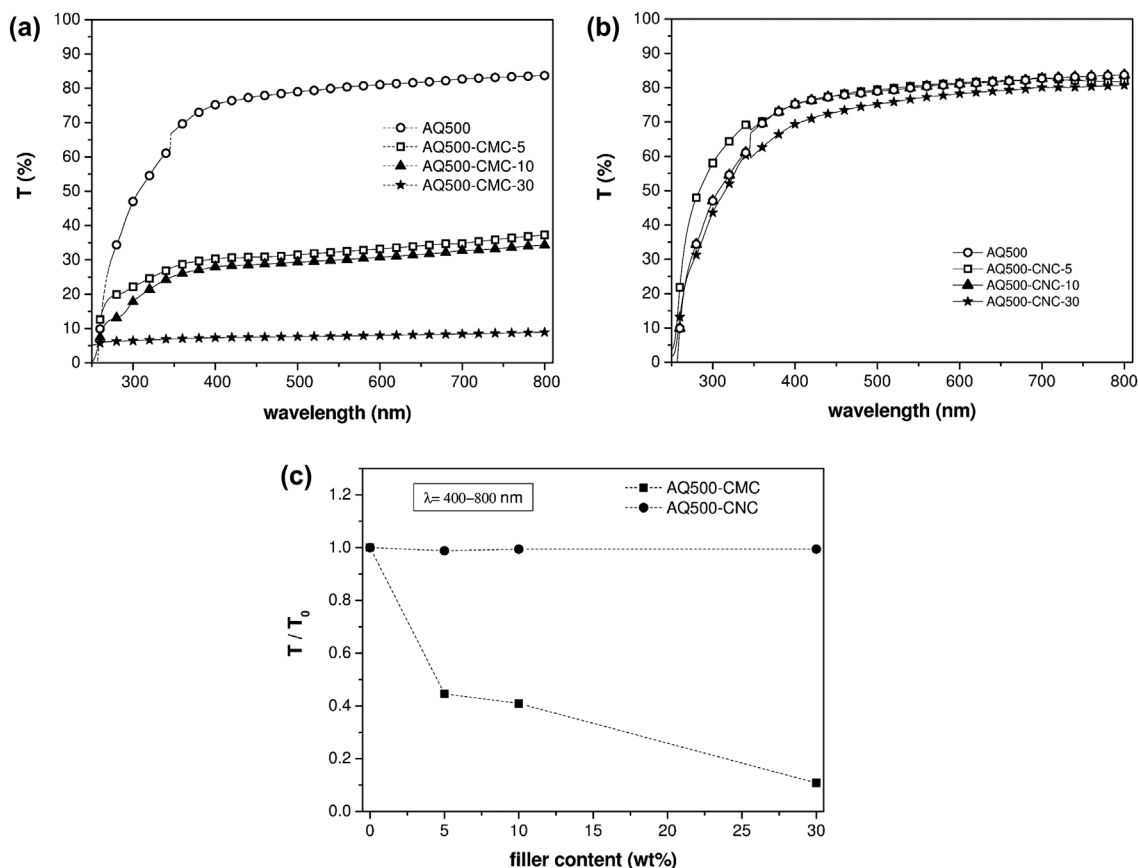 (a)
100
90
80
70
60
50
40
30
20
10
0
T (%)
300 400 500 600 700 800
wavelength (nm)
AQ500
AQ500-CMC-5
AQ500-CMC-10
AQ500-CMC-30
(b)
100
90
80
70
60
50
40
30
20
10
0
T (%)
300 400 500 600 700 800
wavelength (nm)
AQ500
AQ500-CNC-5
AQ500-CNC-10
AQ500-CNC-30
(c)
λ= 400–800 nm
AQ500-CMC
AQ500-CNC
1.2
1.0
0.8
0.6
0.4
0.2
0.0
T / T₀
0 5 10 15 20 25 30
filler content (wt%)